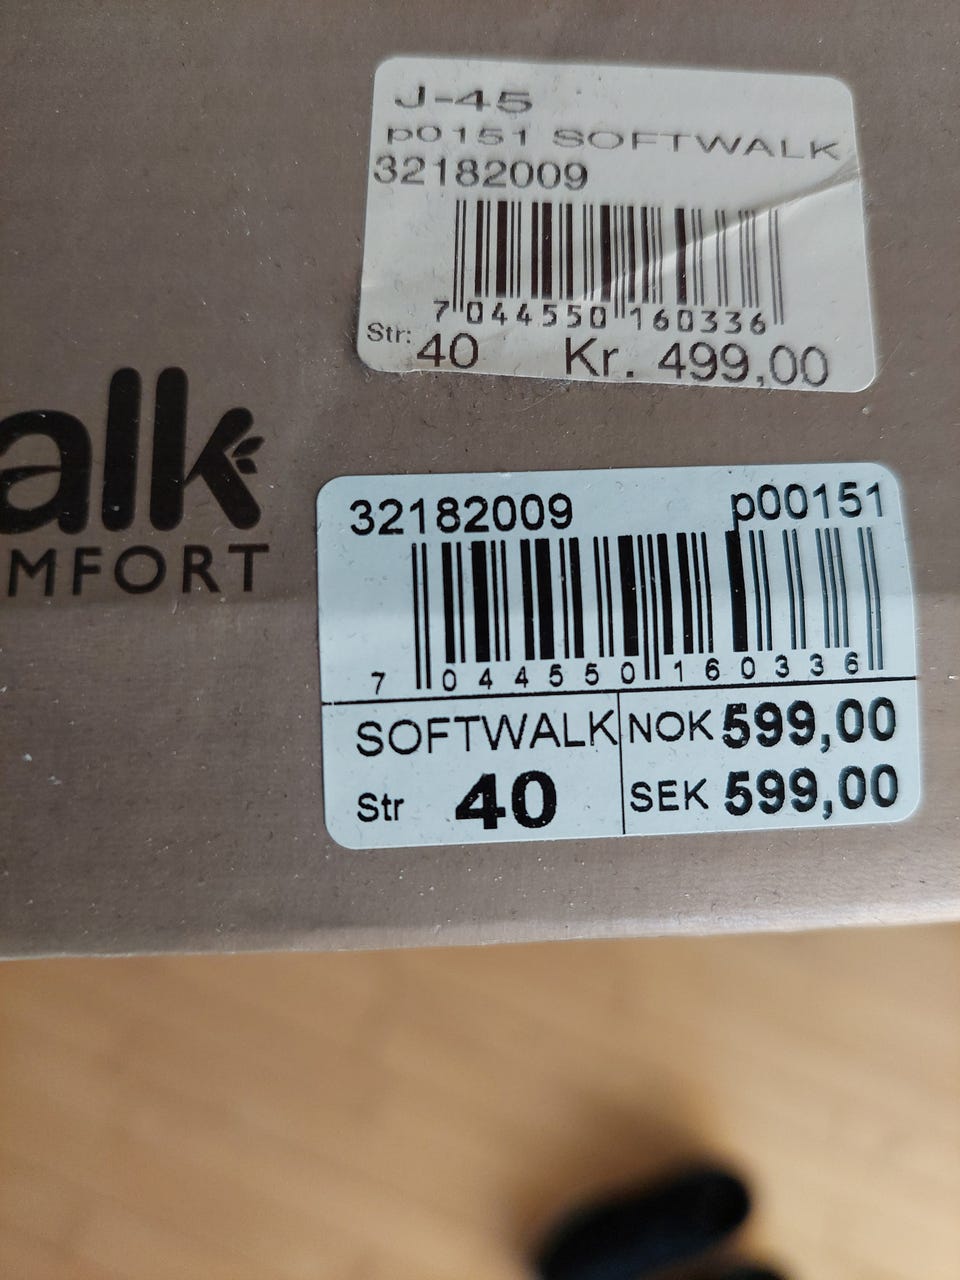 J-45
p0151 SOFTWALK
32182009
7 044550 160336
Str: 40 Kr. 499,00
alk
MFORT
32182009 p00151
7 044550 160336
SOFTWALK NOK 599,00
Str 40 SEK 599,00